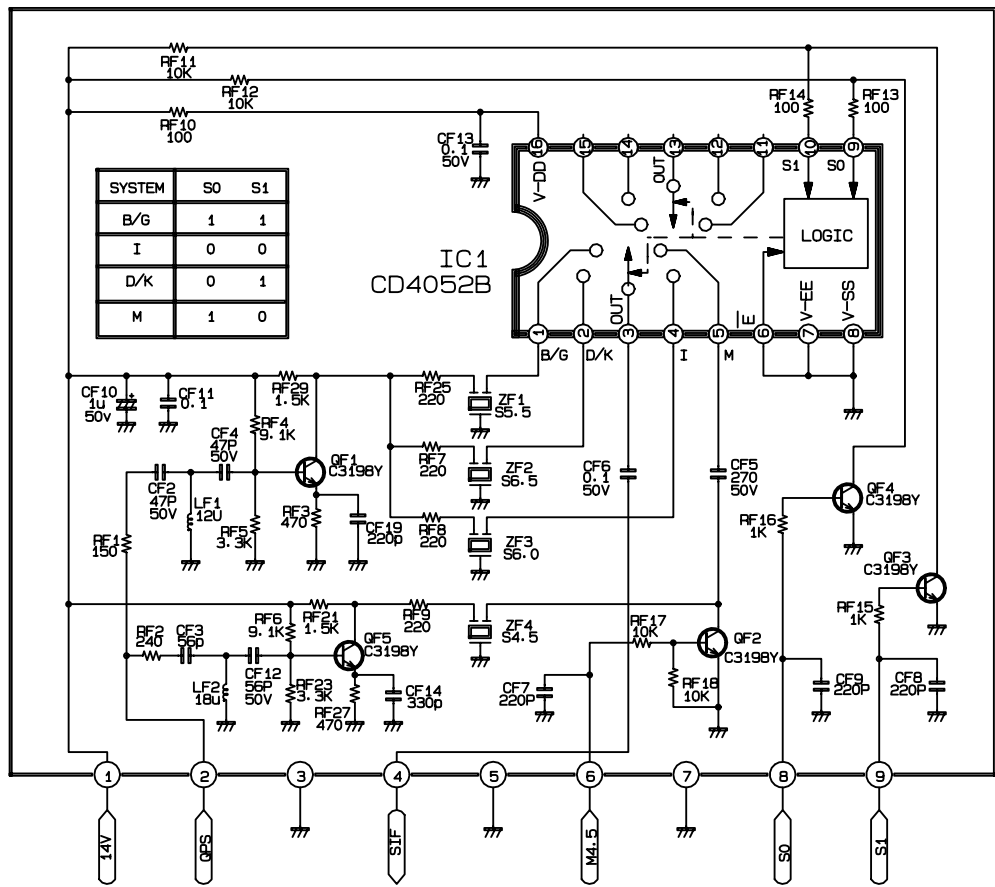 RF11
10K
RF12
10K
RF10
100
CF13
0.1
50V
RF14
100
RF13
100
16 15 14 13 12 11 10 9
V-DD
OUT
S1
S0
LOGIC
SYSTEM S0 S1
B/G 1 1
I 0 0
D/K 0 1
M 1 0
IC1
CD4052B
OUT
E
V-EE
V-SS
1 2 3 4 5 6 7 8
B/G
D/K
I
M
CF10
1u
50v
CF11
0.1
RF29
1.5K
RF4
9.1K
RF25
220
ZF1
S5.5
CF4
47P
50V
CF2
47P
50V
LF1
12U
RF5
3.3K
QF1
C3198Y
RF3
470
CF19
220p
RF7
220
ZF2
S6.5
RF8
220
ZF3
S6.0
CF6
0.1
50V
CF5
270
50V
RF1
150
QF4
C3198Y
RF16
1K
QF3
C3198Y
RF15
1K
RF2
240
CF3
56p
RF6
9.1K
RF21
1.5K
RF9
220
ZF4
S4.5
QF5
C3198Y
LF2
18u
CF12
56P
50V
RF23
3.3K
RF27
470
CF14
330p
RF17
10K
QF2
C3198Y
RF18
10K
CF7
220P
CF9
220P
CF8
220P
1 2 3 4 5 6 7 8 9
14V
QPS
SIF
M4.5
S0
S1